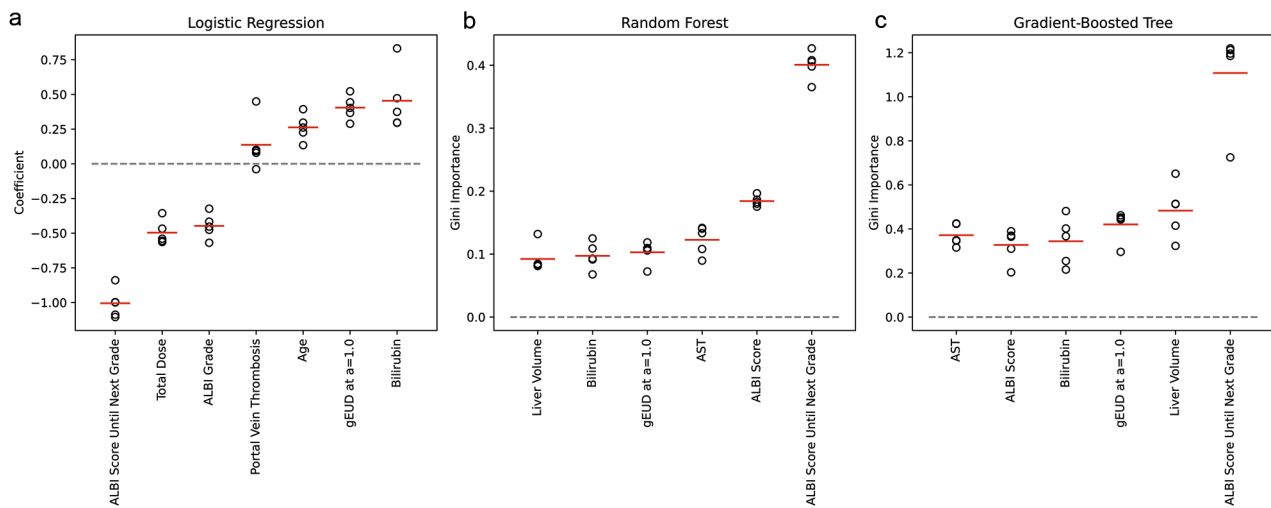 a
Logistic Regression
Coefficient
0.75
0.50
0.25
0.00
−0.25
−0.50
−0.75
−1.00
ALBI Score Until Next Grade
Total Dose
ALBI Grade
Portal Vein Thrombosis
Age
gEUD at a=1.0
Bilirubin
b
Random Forest
Gini Importance
0.4
0.3
0.2
0.1
0.0
Liver Volume
Bilirubin
gEUD at a=1.0
AST
ALBI Score
ALBI Score Until Next Grade
c
Gradient-Boosted Tree
Gini Importance
1.2
1.0
0.8
0.6
0.4
0.2
0.0
AST
ALBI Score
Bilirubin
gEUD at a=1.0
Liver Volume
ALBI Score Until Next Grade